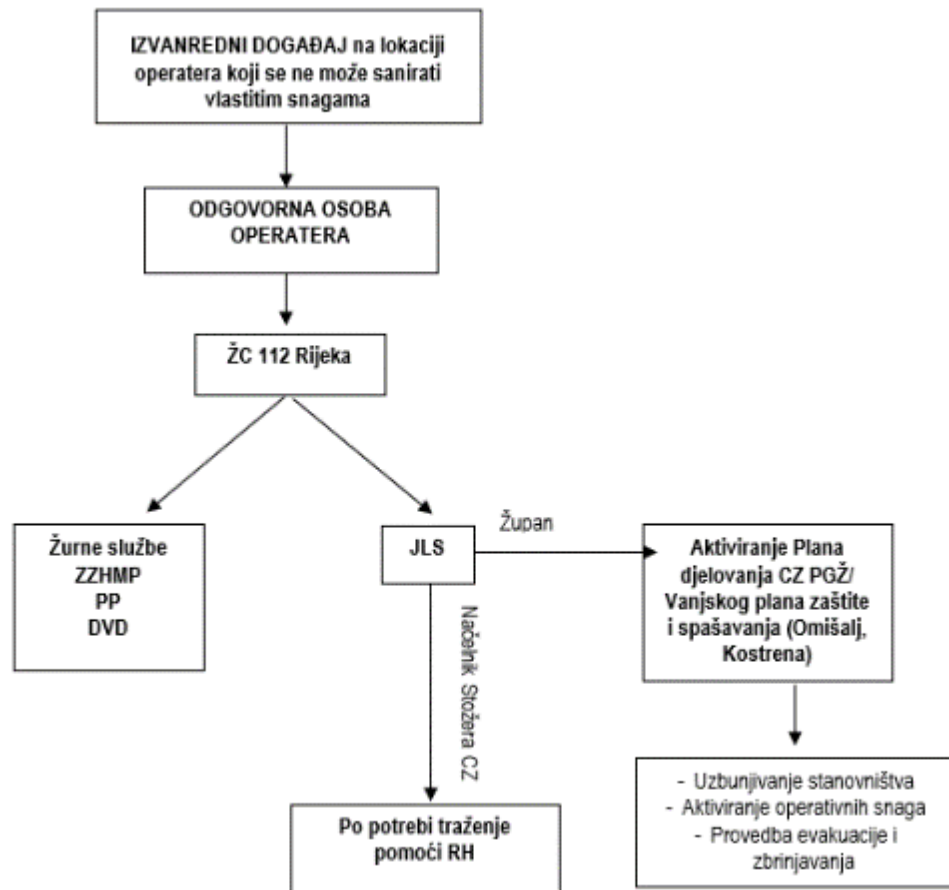 IZVANREDNI DOGAĐAJ na lokaciji
operatera koji se ne može sanirati
vlastitim snagama
ODGOVORNA OSOBA
OPERATERA
ŽC 112 Rijeka
Žurne službe
ZZHMP
PP
DVD
JLS
Župan
Aktiviranje Plana
djelovanja CZ PGŽ/
Vanjskog plana zaštite
i spašavanja (Omišalj,
Kostrena)
Načelnik Stožera CZ
Po potrebi traženje
pomoći RH
- Uzbunjivanje stanovništva
- Aktiviranje operativnih snaga
- Provedba evakuacije i
zbrinjavanja